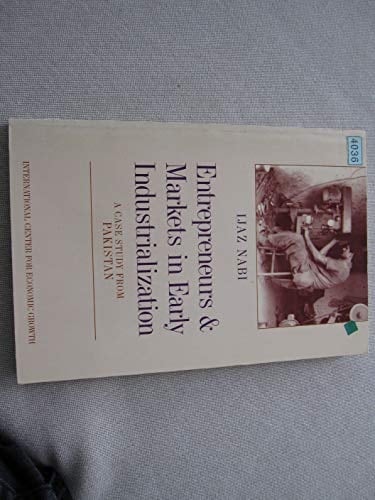 4036
IJAZ NABI
Entrepreneurs &
Markets in Early
Industrialization
A CASE STUDY FROM
PAKISTAN
INTERNATIONAL CENTER FOR ECONOMIC GROWTH